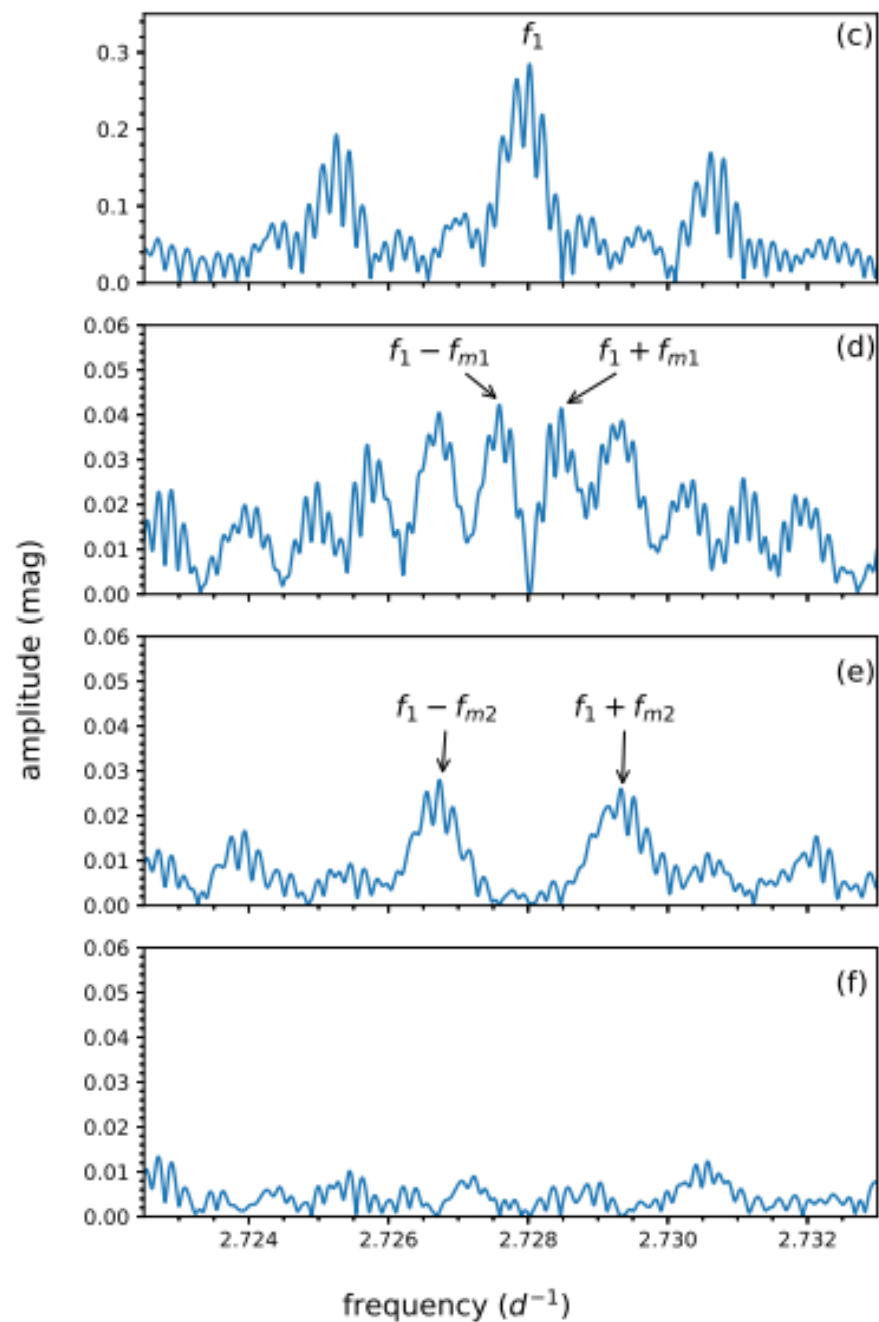 f1
(c)
0.3
0.2
0.1
0.0
0.06
0.05
0.04
0.03
0.02
0.01
0.00
f1 − fm1
f1 + fm1
(d)
0.06
0.05
0.04
0.03
0.02
0.01
0.00
f1 − fm2
f1 + fm2
(e)
0.06
0.05
0.04
0.03
0.02
0.01
0.00
(f)
2.724 2.726 2.728 2.730 2.732
amplitude (mag)
frequency (d⁻¹)